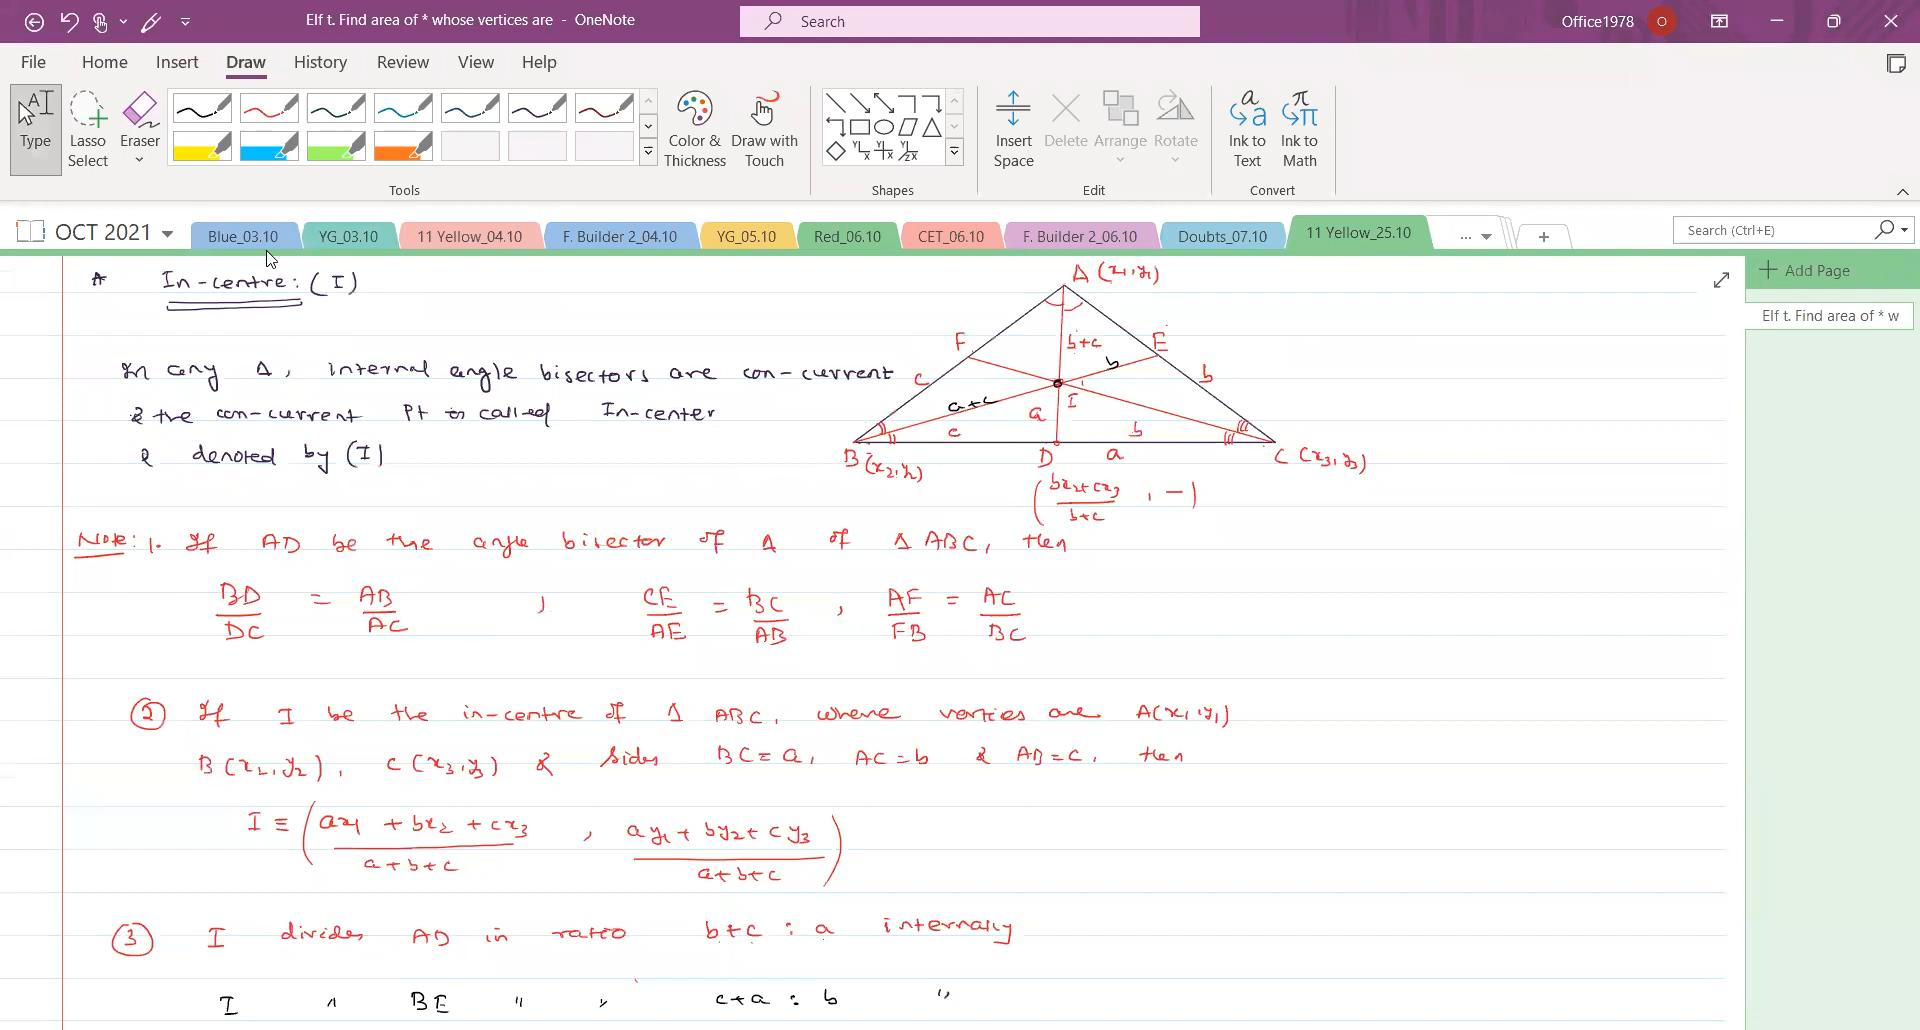 Elf t. Find area of * whose vertices are - OneNote
Search
Office1978
O
File Home Insert Draw History Review View Help
Type
Lasso Select
Eraser
Color & Thickness
Draw with Touch
Insert Space
Delete
Arrange
Rotate
Ink to Text
Ink to Math
Tools
Shapes
Edit
Convert
OCT 2021
Blue_03.10
YG_03.10
11 Yellow_04.10
F. Builder 2_04.10
YG_05.10
Red_06.10
CET_06.10
F. Builder 2_06.10
Doubts_07.10
11 Yellow_25.10
...
Search (Ctrl+E)
Add Page
Elf t. Find area of * w
In-centre: (I)
In any Δ, internal angle bisectors are con-current
& the con-current Pt is called In-center
& denoted by (I)
A (x1, y1)
F
b+c
E
b
b
c
a+c
I
a
c
b
B (x2, y2)
D
a
C (x3, y3)
(bx2+cx3 / b+c , -)
Note: 1. If AD be the angle bisector of A of Δ ABC, then
BD/DC = AB/AC , CE/AE = BC/AB , AF/FB = AC/BC
② If I be the in-centre of Δ ABC, where vertices are A(x1, y1)
B(x2, y2), C(x3, y3) & sides BC = a, AC = b & AB = c, then
I ≡ (ax1 + bx2 + cx3 / a+b+c , ay1 + by2 + cy3 / a+b+c)
③ I divides AD in ratio b+c : a internally
I " BE " " c+a : b "